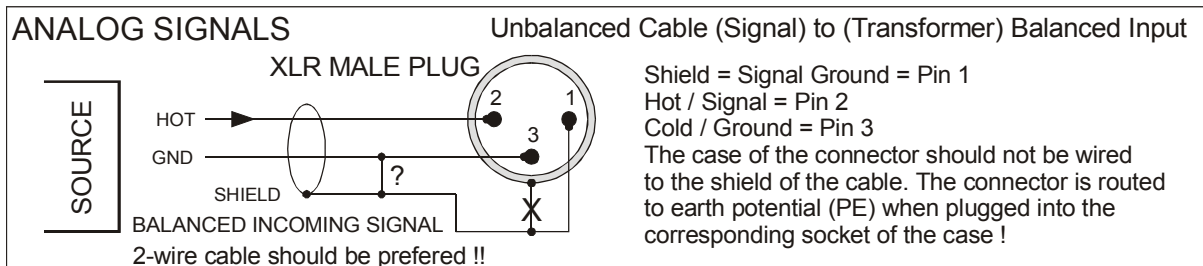 ANALOG SIGNALS
Unbalanced Cable (Signal) to (Transformer) Balanced Input
XLR MALE PLUG
SOURCE
HOT
GND
SHIELD
?
2
1
3
X
BALANCED INCOMING SIGNAL
2-wire cable should be prefered !!
Shield = Signal Ground = Pin 1
Hot / Signal = Pin 2
Cold / Ground = Pin 3
The case of the connector should not be wired
to the shield of the cable. The connector is routed
to earth potential (PE) when plugged into the
corresponding socket of the case !